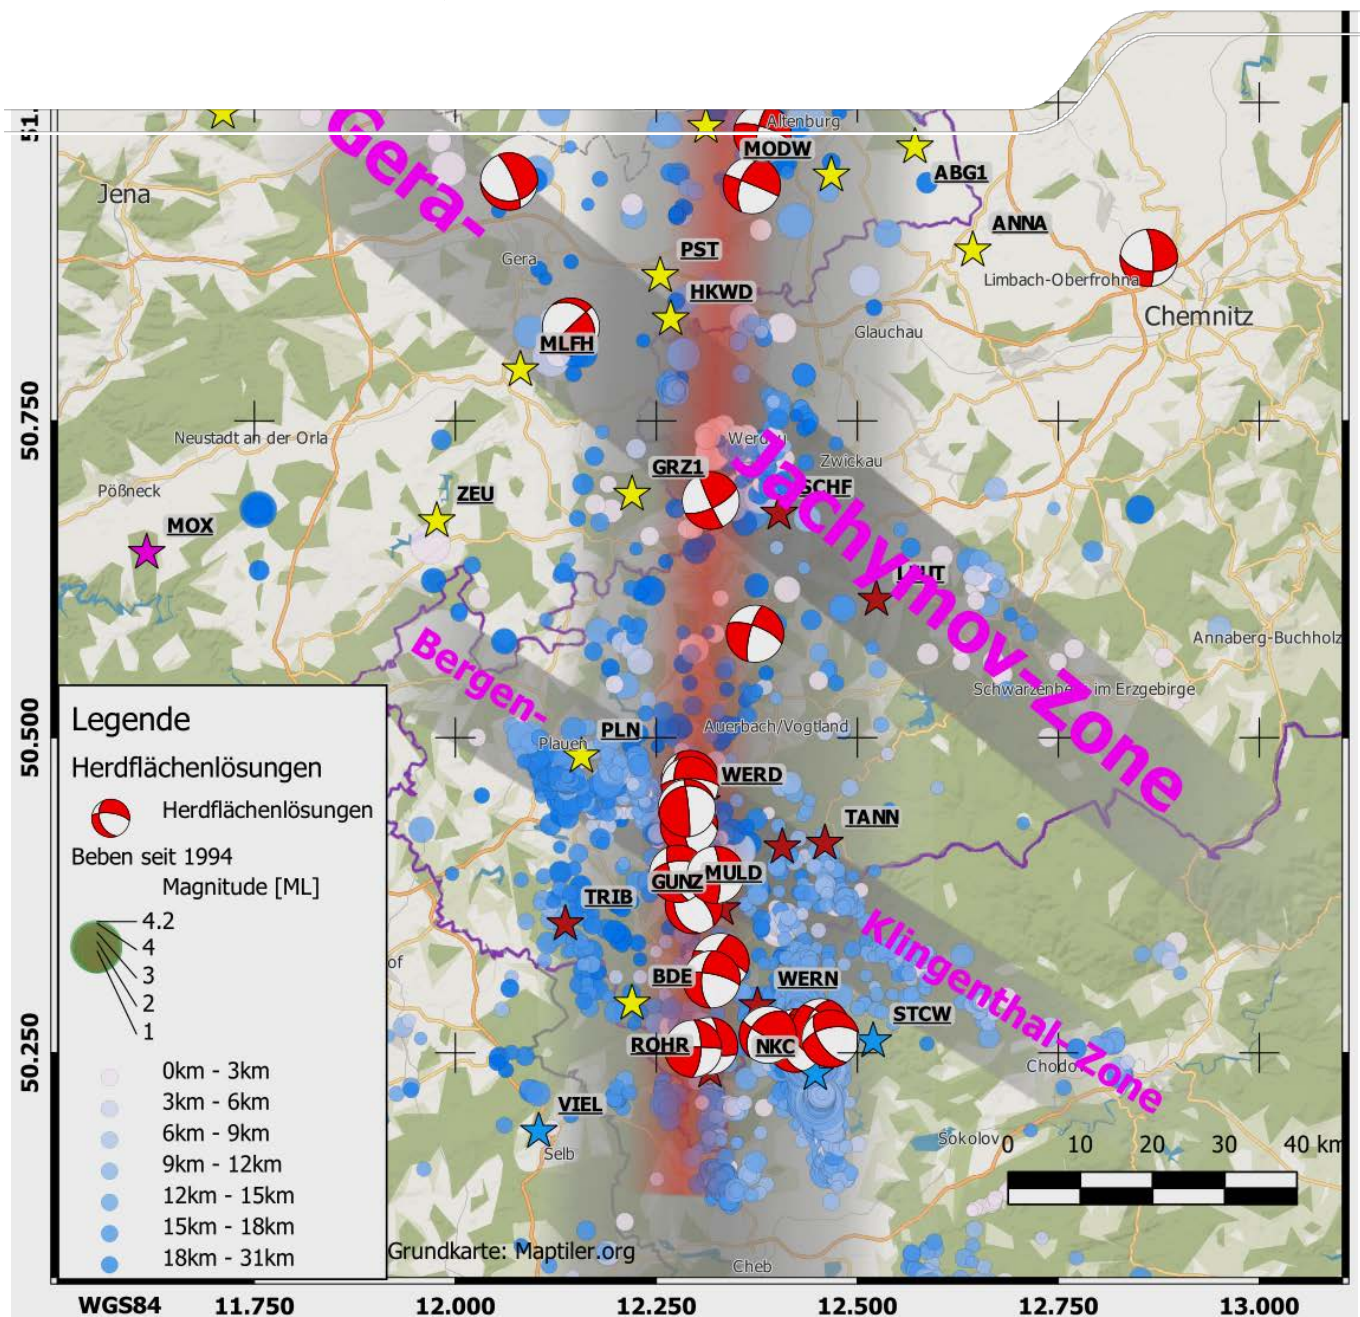 Altenburg
MODW
ABG1
Jena
Gera-
ANNA
PST
Gera
Limbach-Oberfrohna
HKWD
Chemnitz
Glauchau
MLFH
50.750
Neustadt an der Orla
Werdau
Zwickau
GRZ1
Pößneck
ZEU
SCHF
MOX
Jachymov-Zone
Bergen-
Annaberg-Buchholz
im Erzgebirge
Legende
50.500
PLN
Auerbach/Vogtland
Plauen
Herdflächenlösungen
WERD
Herdflächenlösungen
TANN
Beben seit 1994
Magnitude [ML]
MULD
GUNZ
TRIB
4.2
4
3
2
1
Klingenthal-Zone
of
BDE
WERN
STCW
50.250
ROHR
NKC
Chodov
0km - 3km
3km - 6km
VIEL
6km - 9km
Sokolov
Selb
0 10 20 30 40 km
9km - 12km
12km - 15km
15km - 18km
18km - 31km
Grundkarte: Maptiler.org
Cheb
WGS84 11.750 12.000 12.250 12.500 12.750 13.000